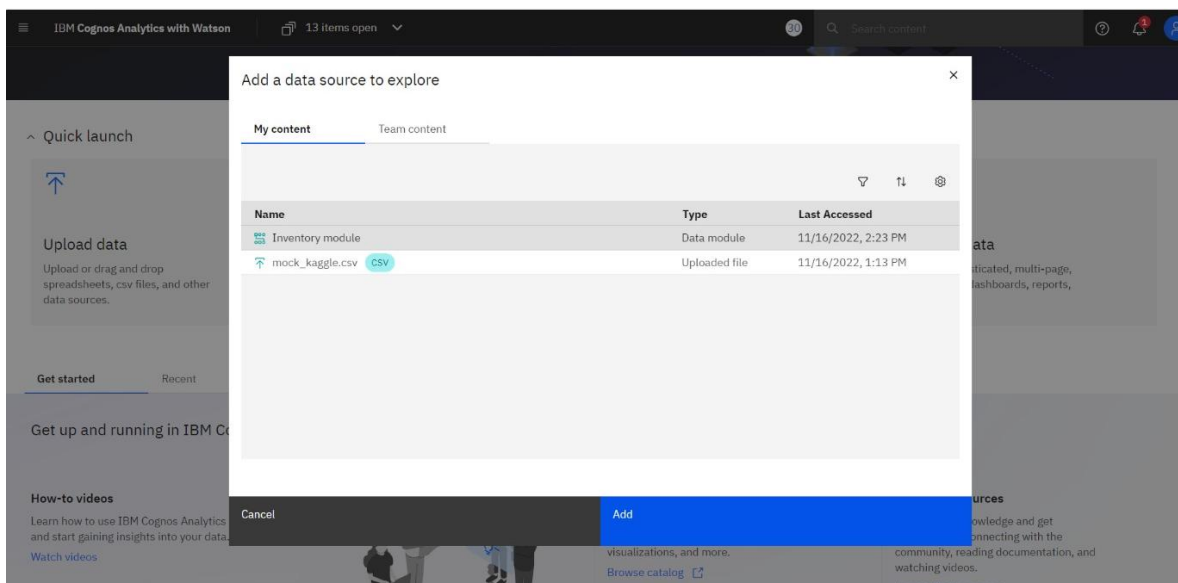 IBM Cognos Analytics with Watson
13 items open
30
Search content
1
Add a data source to explore
My content
Team content
Name
Type
Last Accessed
Inventory module
Data module
11/16/2022, 2:23 PM
mock_kaggle.csv
CSV
Uploaded file
11/16/2022, 1:13 PM
Cancel
Add
Quick launch
Upload data
Upload or drag and drop
spreadsheets, csv files, and other
data sources.
ata
sticated, multi-page,
dashboards, reports,
Get started
Recent
Get up and running in IBM Co
How-to videos
Learn how to use IBM Cognos Analytics
and start gaining insights into your data.
Watch videos
visualizations, and more.
Browse catalog
urces
owledge and get
onnecting with the
community, reading documentation, and
watching videos.